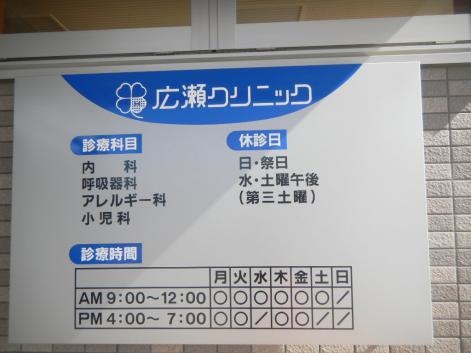 広瀬クリニック
診療科目
内 科
呼吸器科
アレルギー科
小児科
休診日
日・祭日
水・土曜午後
(第三土曜)
診療時間
月 火 水 木 金 土 日
AM 9:00～12:00 ○ ○ ○ ○ ○ ○ ／
PM 4:00～ 7:00 ○ ○ ／ ○ ○ ／ ／